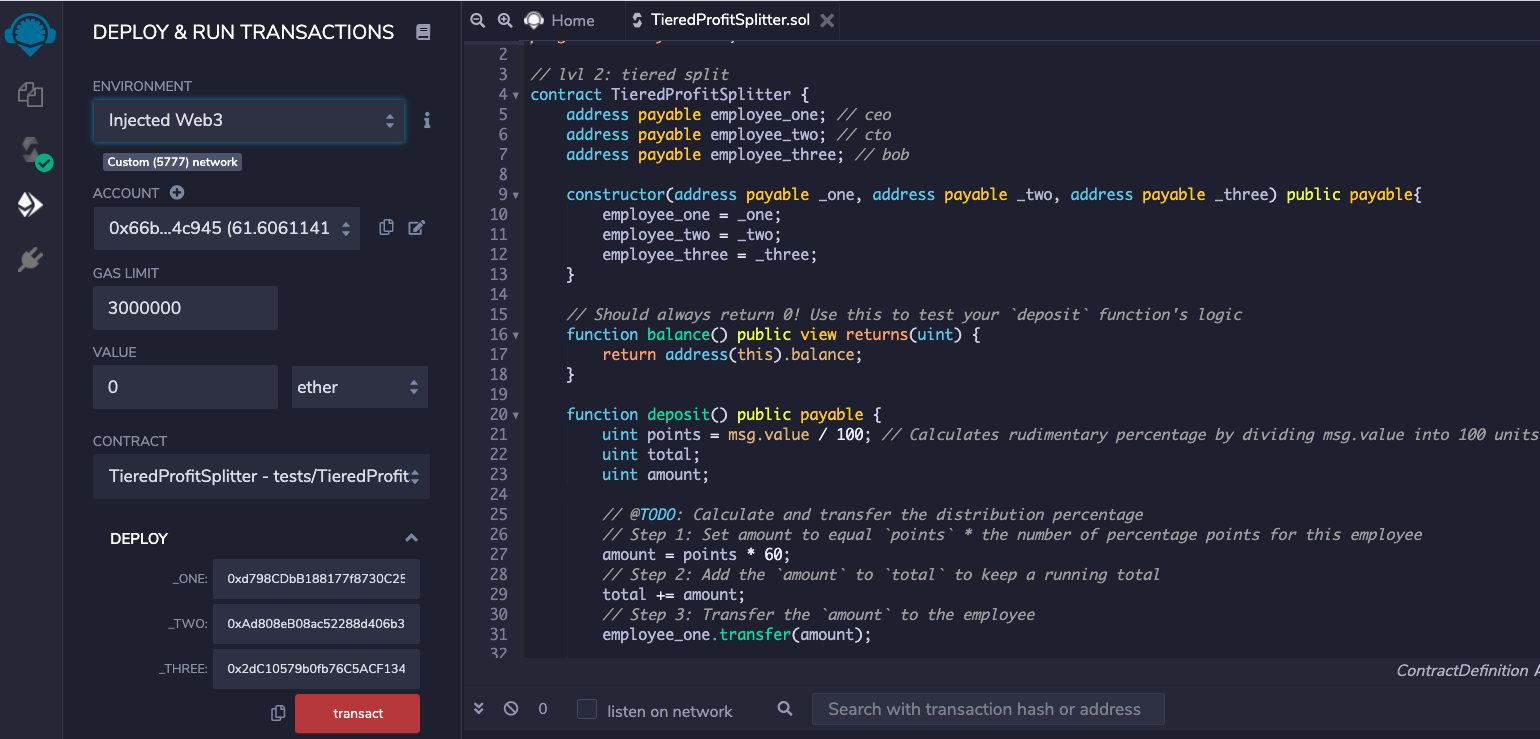 DEPLOY & RUN TRANSACTIONS
ENVIRONMENT
Injected Web3
i
Custom (5777) network
ACCOUNT
0x66b...4c945 (61.6061141
GAS LIMIT
3000000
VALUE
0
ether
CONTRACT
TieredProfitSplitter - tests/TieredProfit
DEPLOY
_ONE:
0xd798CDbB188177f8730C25
_TWO:
0xAd808eB08ac52288d406b3
_THREE:
0x2dC10579b0fb76C5ACF134
transact
Home
TieredProfitSplitter.sol
2
3 // lvl 2: tiered split
4 contract TieredProfitSplitter {
5 address payable employee_one; // ceo
6 address payable employee_two; // cto
7 address payable employee_three; // bob
8
9 constructor(address payable _one, address payable _two, address payable _three) public payable{
10 employee_one = _one;
11 employee_two = _two;
12 employee_three = _three;
13 }
14
15 // Should always return 0! Use this to test your `deposit` function's logic
16 function balance() public view returns(uint) {
17 return address(this).balance;
18 }
19
20 function deposit() public payable {
21 uint points = msg.value / 100; // Calculates rudimentary percentage by dividing msg.value into 100 units
22 uint total;
23 uint amount;
24
25 // @TODO: Calculate and transfer the distribution percentage
26 // Step 1: Set amount to equal `points` * the number of percentage points for this employee
27 amount = points * 60;
28 // Step 2: Add the `amount` to `total` to keep a running total
29 total += amount;
30 // Step 3: Transfer the `amount` to the employee
31 employee_one.transfer(amount);
32
ContractDefinition A
0
listen on network
Search with transaction hash or address